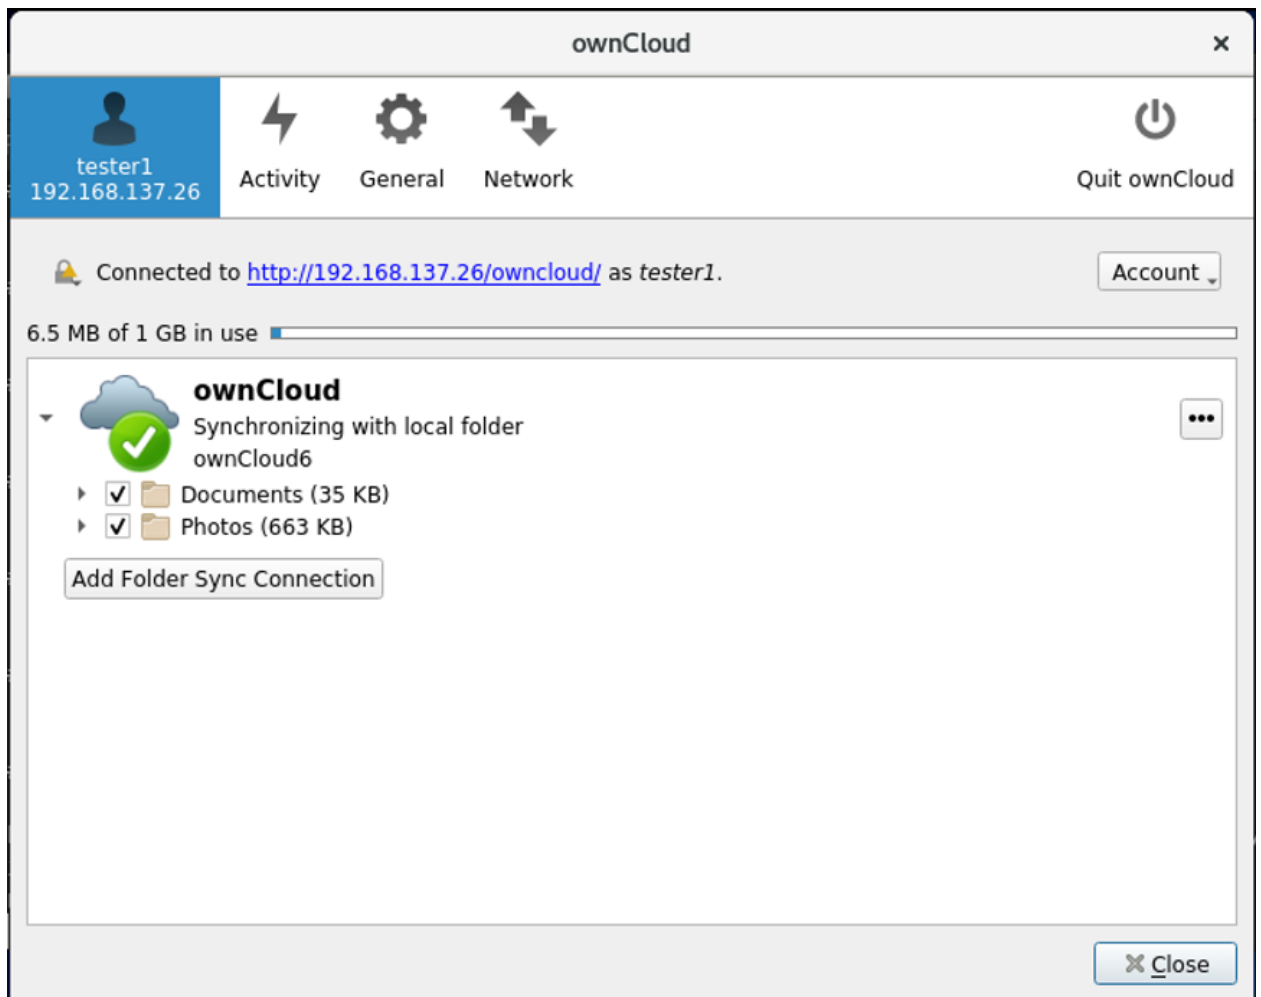 ownCloud
tester1
192.168.137.26
Activity
General
Network
Quit ownCloud
Connected to http://192.168.137.26/owncloud/ as tester1.
Account
6.5 MB of 1 GB in use
ownCloud
Synchronizing with local folder
ownCloud6
Documents (35 KB)
Photos (663 KB)
Add Folder Sync Connection
Close